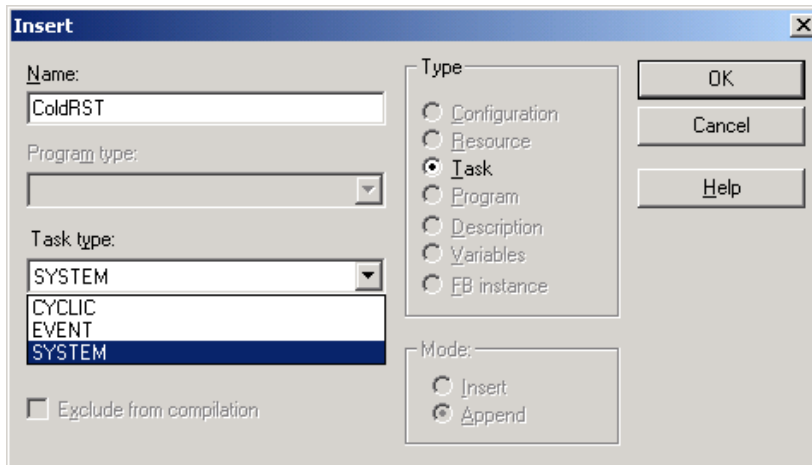 Insert
Name:
ColdRST
Program type:
Task type:
SYSTEM
CYCLIC
EVENT
SYSTEM
Exclude from compilation
Type
Configuration
Resource
Task
Program
Description
Variables
FB instance
Mode:
Insert
Append
OK
Cancel
Help